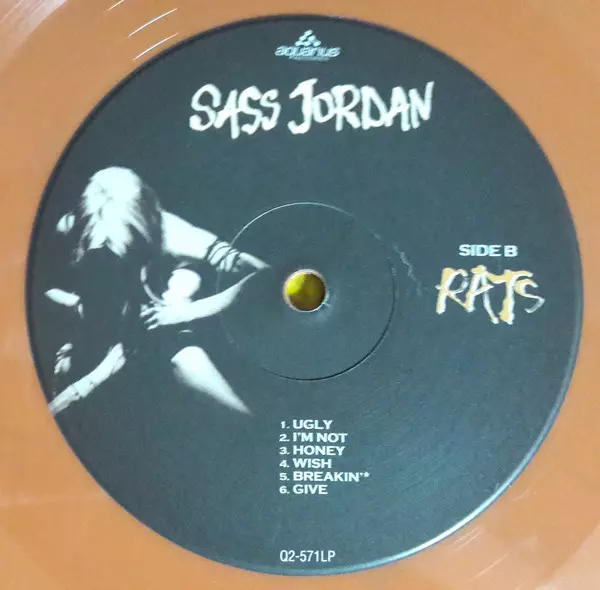 aquarius
SASS JORDAN
SIDE B
RATS
1. UGLY
2. I'M NOT
3. HONEY
4. WISH
5. BREAKIN'*
6. GIVE
Q2-571LP